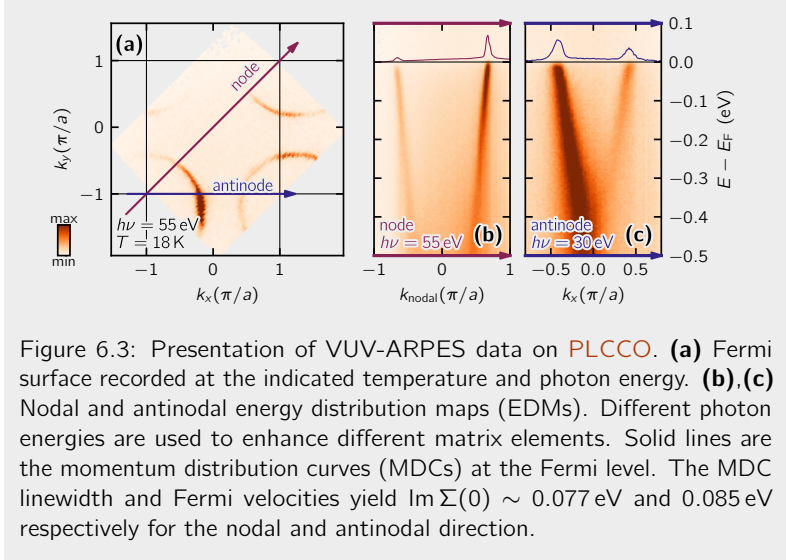 (a)
node
antinode
hν = 55 eV
T = 18 K
k_y(π/a)
1
0
−1
−1
0
1
k_x(π/a)
max
min
node
hν = 55 eV
(b)
−1
0
1
k_nodal(π/a)
antinode
hν = 30 eV
(c)
−0.5
0.0
0.5
k_x(π/a)
0.1
0.0
−0.1
−0.2
−0.3
−0.4
−0.5
E − E_F (eV)
Figure 6.3: Presentation of VUV-ARPES data on PLCCO. (a) Fermi
surface recorded at the indicated temperature and photon energy. (b),(c)
Nodal and antinodal energy distribution maps (EDMs). Different photon
energies are used to enhance different matrix elements. Solid lines are
the momentum distribution curves (MDCs) at the Fermi level. The MDC
linewidth and Fermi velocities yield Im Σ(0) ∼ 0.077 eV and 0.085 eV
respectively for the nodal and antinodal direction.